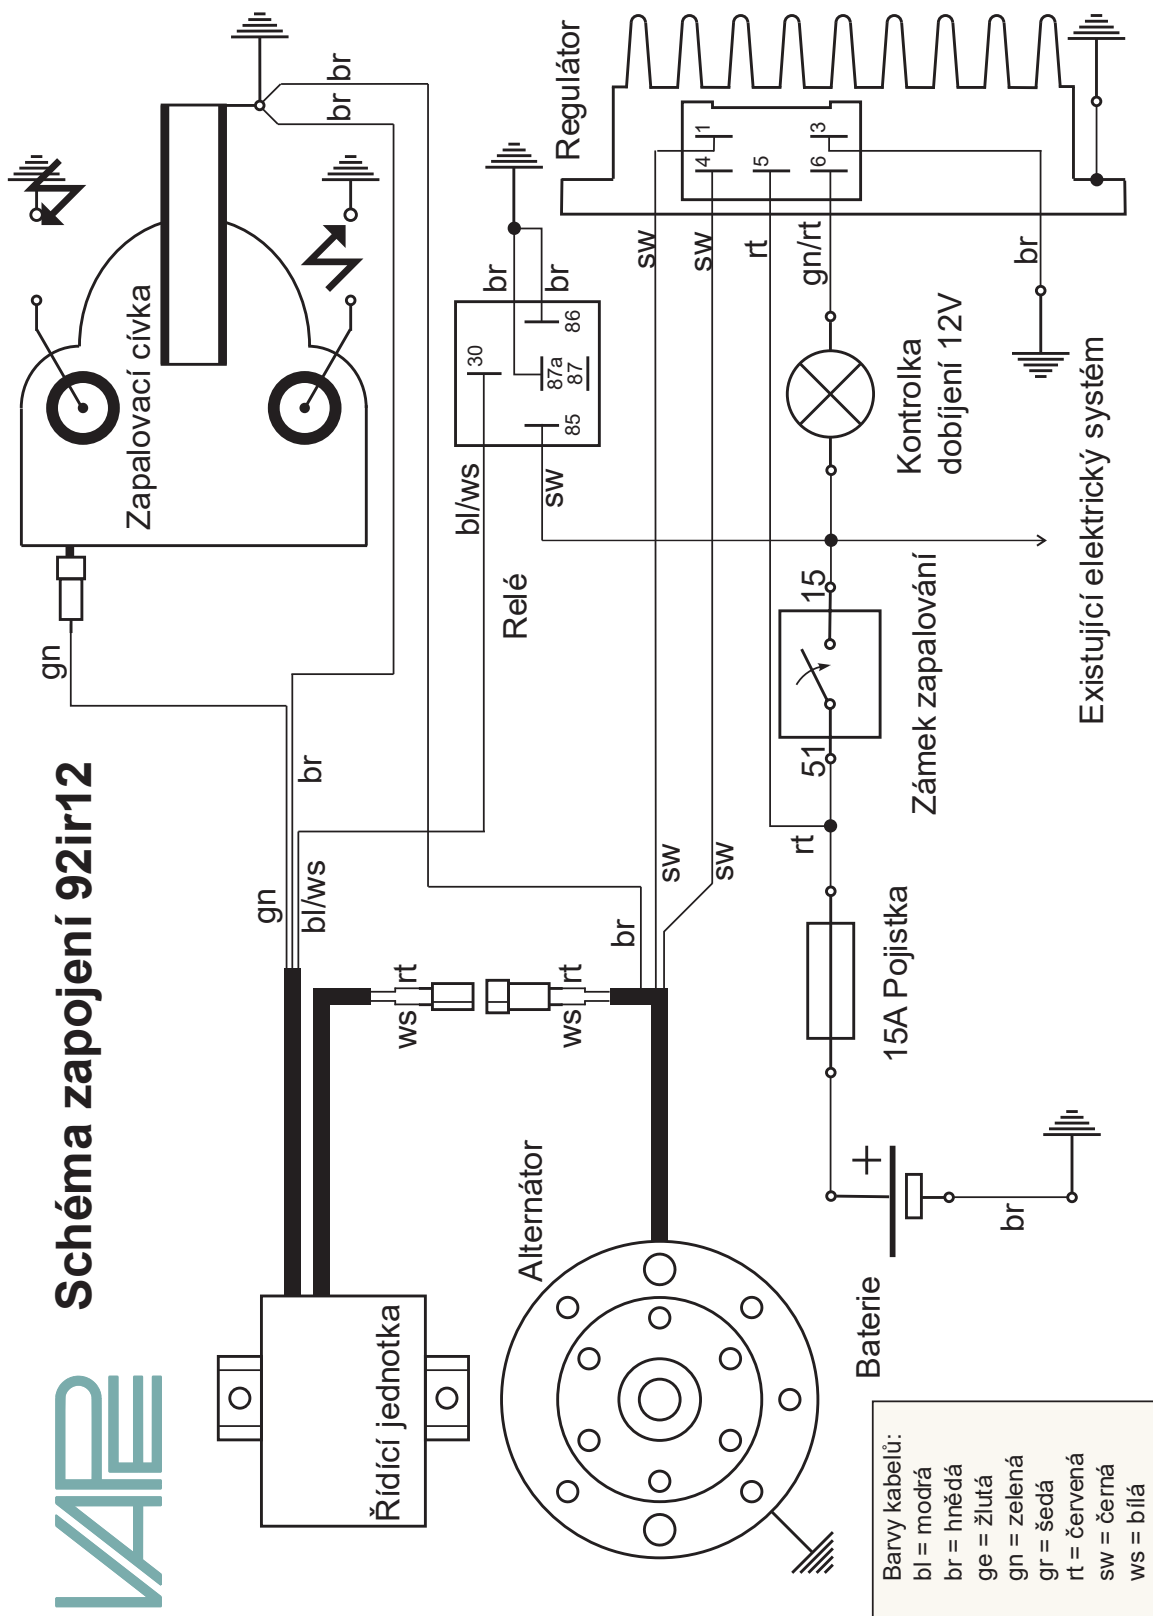 VAPE
Schéma zapojení 92ir12
Zapalovací cívka
gn
br
br
gn
br
bl/ws
Řídící jednotka
rt
ws
rt
ws
br
sw
sw
Alternátor
Relé
bl/ws
sw
br
br
30
87a
87
86
85
Regulátor
1
4
5
3
6
sw
sw
rt
gn/rt
br
Kontrolka
dobíjení 12V
Existující elektrický systém
Zámek zapalování
15
51
rt
15A Pojistka
Baterie
+
br
Barvy kabelů:
bl = modrá
br = hnědá
ge = žlutá
gn = zelená
gr = šedá
rt = červená
sw = černá
ws = bílá